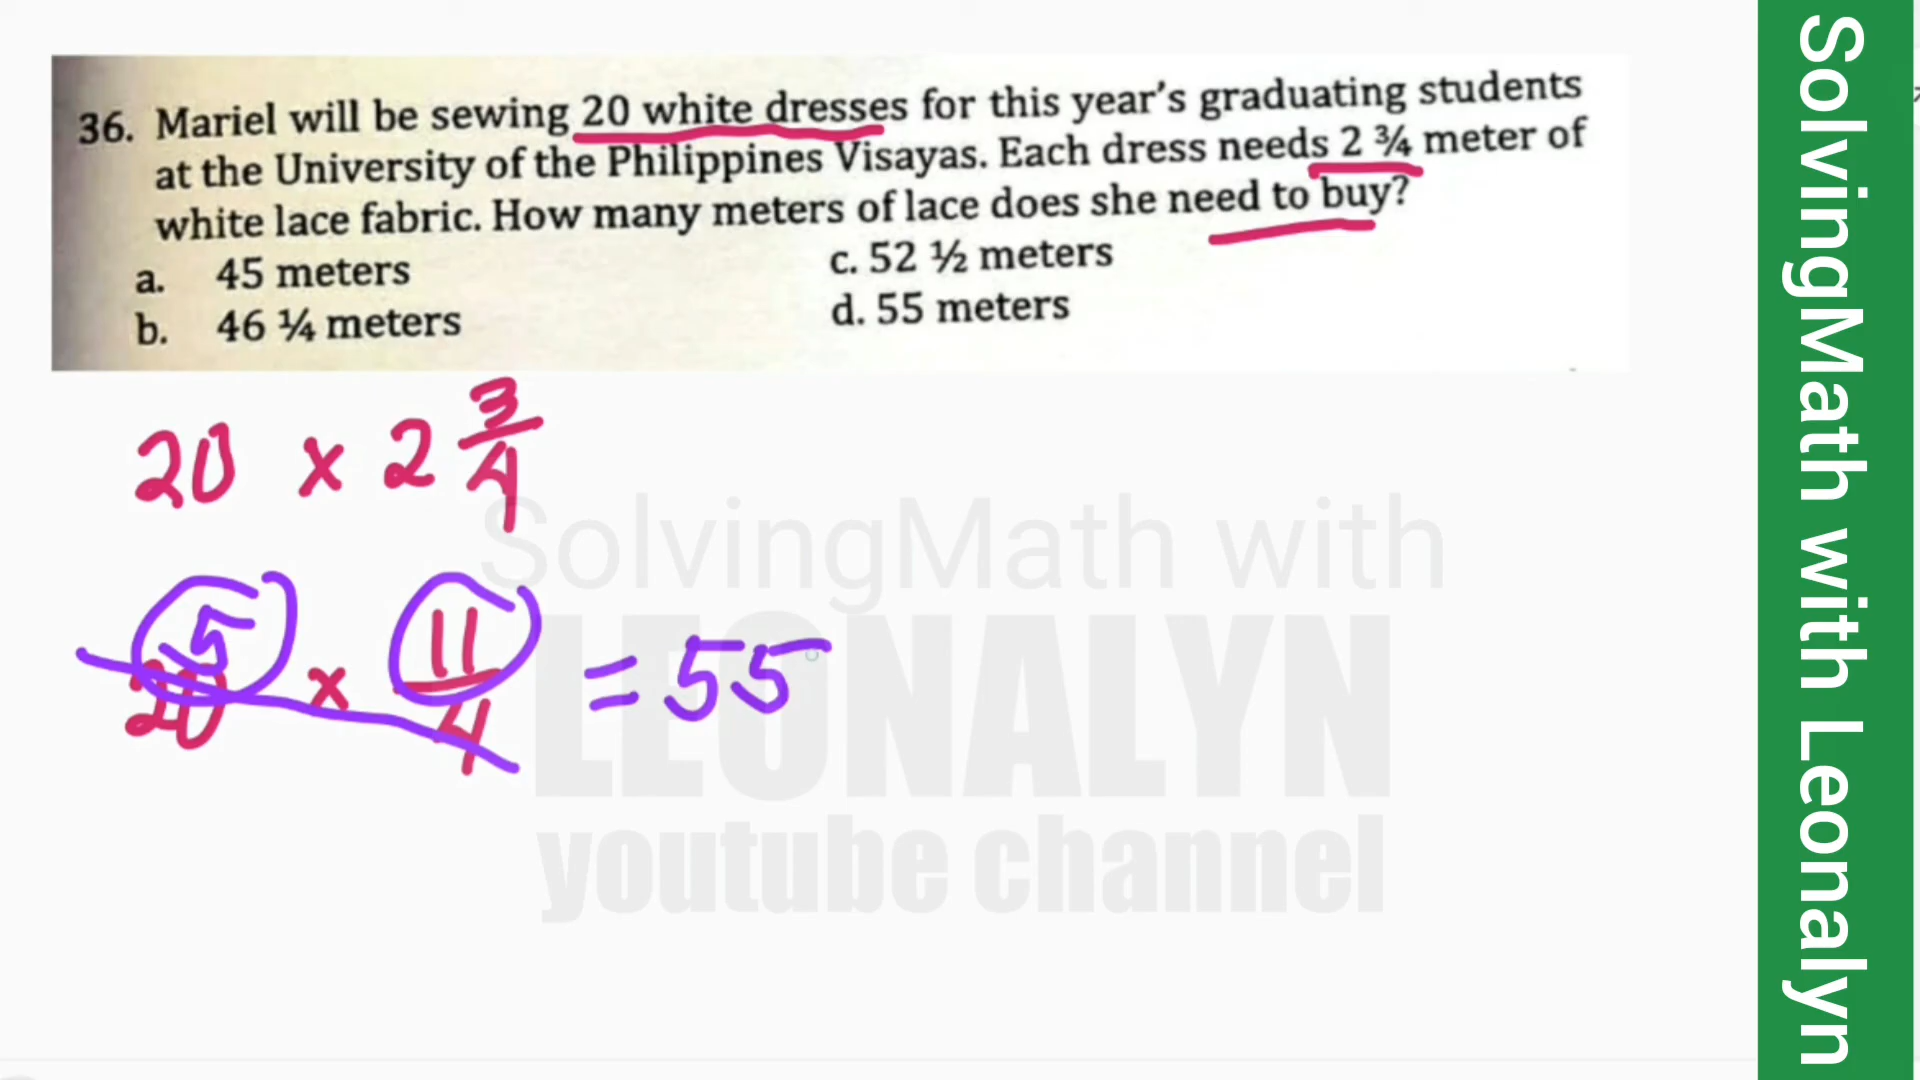 36. Mariel will be sewing 20 white dresses for this year's graduating students
at the University of the Philippines Visayas. Each dress needs 2 ¾ meter of
white lace fabric. How many meters of lace does she need to buy?
a. 45 meters
b. 46 ¼ meters
c. 52 ½ meters
d. 55 meters
20 x 2 3/4
5
20 x 11/4 = 55
SolvingMath with
LEONALYN
youtube channel
SolvingMath with Leonalyn